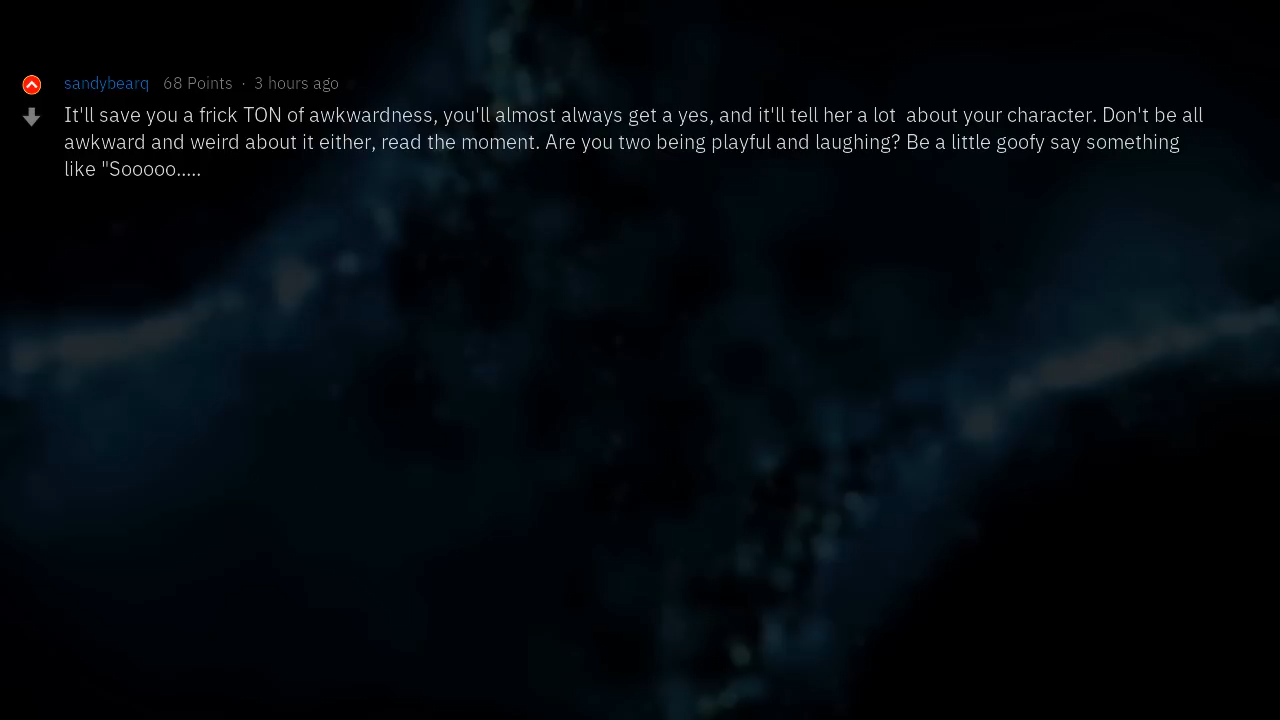 sandybearq 68 Points · 3 hours ago
It'll save you a frick TON of awkwardness, you'll almost always get a yes, and it'll tell her a lot  about your character. Don't be all
awkward and weird about it either, read the moment. Are you two being playful and laughing? Be a little goofy say something
like "Sooooo.....